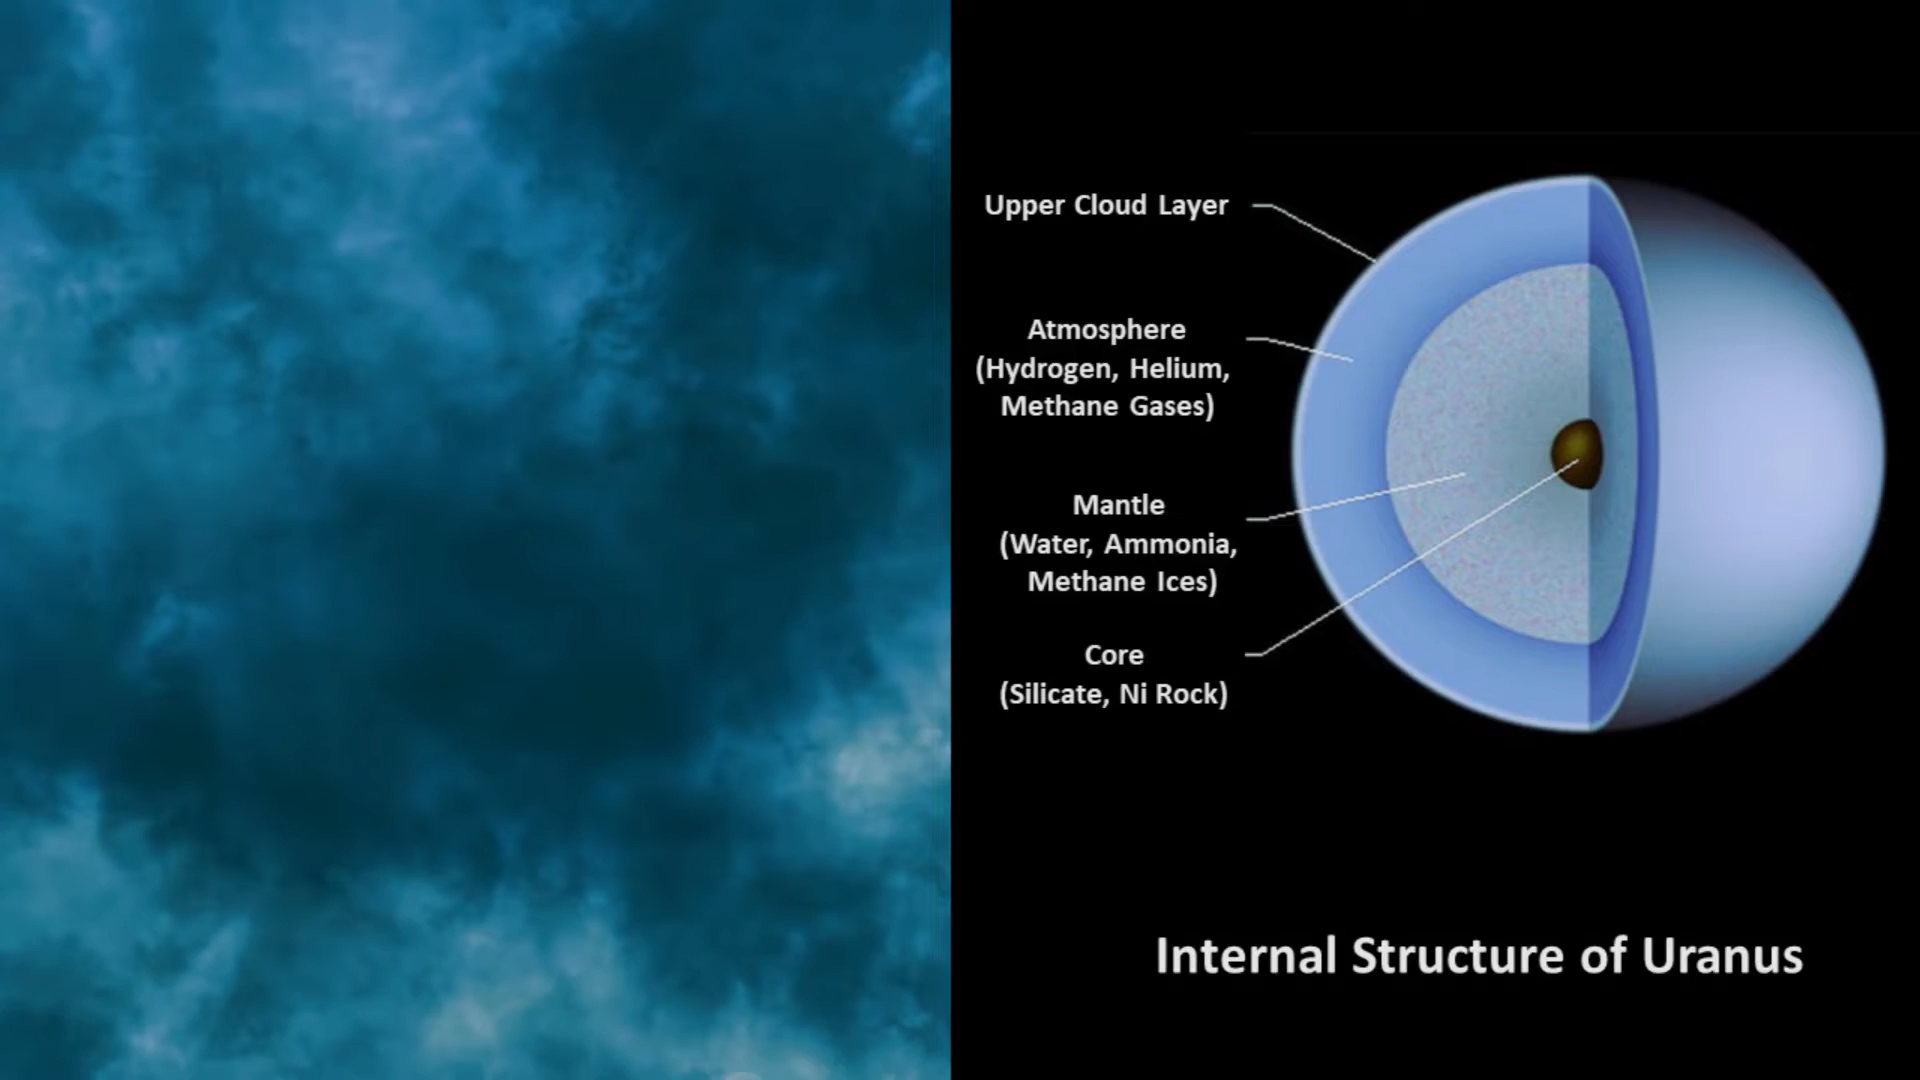 Upper Cloud Layer
Atmosphere
(Hydrogen, Helium,
Methane Gases)
Mantle
(Water, Ammonia,
Methane Ices)
Core
(Silicate, Ni Rock)
Internal Structure of Uranus